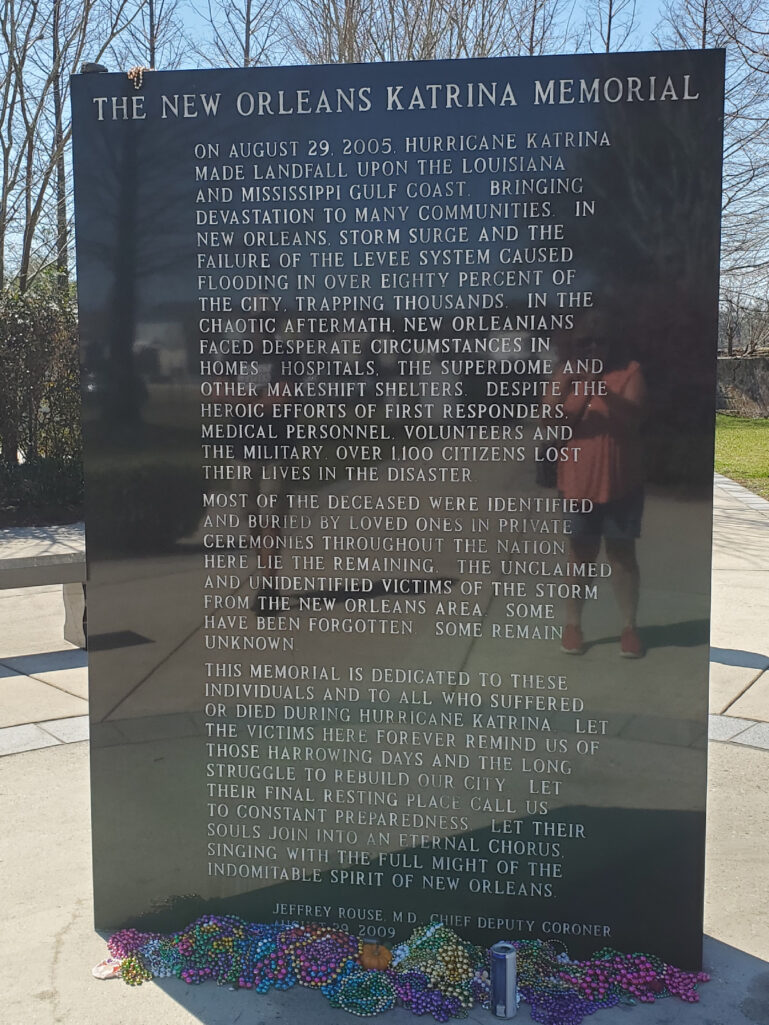 THE NEW ORLEANS KATRINA MEMORIAL
ON AUGUST 29, 2005, HURRICANE KATRINA
MADE LANDFALL UPON THE LOUISIANA
AND MISSISSIPPI GULF COAST. BRINGING
DEVASTATION TO MANY COMMUNITIES. IN
NEW ORLEANS, STORM SURGE AND THE
FAILURE OF THE LEVEE SYSTEM CAUSED
FLOODING IN OVER EIGHTY PERCENT OF
THE CITY, TRAPPING THOUSANDS. IN THE
CHAOTIC AFTERMATH, NEW ORLEANIANS
FACED DESPERATE CIRCUMSTANCES IN
HOMES, HOSPITALS, THE SUPERDOME AND
OTHER MAKESHIFT SHELTERS. DESPITE THE
HEROIC EFFORTS OF FIRST RESPONDERS,
MEDICAL PERSONNEL, VOLUNTEERS AND
THE MILITARY, OVER 1,100 CITIZENS LOST
THEIR LIVES IN THE DISASTER.
MOST OF THE DECEASED WERE IDENTIFIED
AND BURIED BY LOVED ONES IN PRIVATE
CEREMONIES THROUGHOUT THE NATION.
HERE LIE THE REMAINING. THE UNCLAIMED
AND UNIDENTIFIED VICTIMS OF THE STORM
FROM THE NEW ORLEANS AREA. SOME
HAVE BEEN FORGOTTEN. SOME REMAIN
UNKNOWN.
THIS MEMORIAL IS DEDICATED TO THESE
INDIVIDUALS AND TO ALL WHO SUFFERED
OR DIED DURING HURRICANE KATRINA. LET
THE VICTIMS HERE FOREVER REMIND US OF
THOSE HARROWING DAYS AND THE LONG
STRUGGLE TO REBUILD OUR CITY. LET
THEIR FINAL RESTING PLACE CALL US
TO CONSTANT PREPAREDNESS. LET THEIR
SOULS JOIN INTO AN ETERNAL CHORUS,
SINGING WITH THE FULL MIGHT OF THE
INDOMITABLE SPIRIT OF NEW ORLEANS.
JEFFREY ROUSE, M.D., CHIEF DEPUTY CORONER
AUGUST 29, 2009